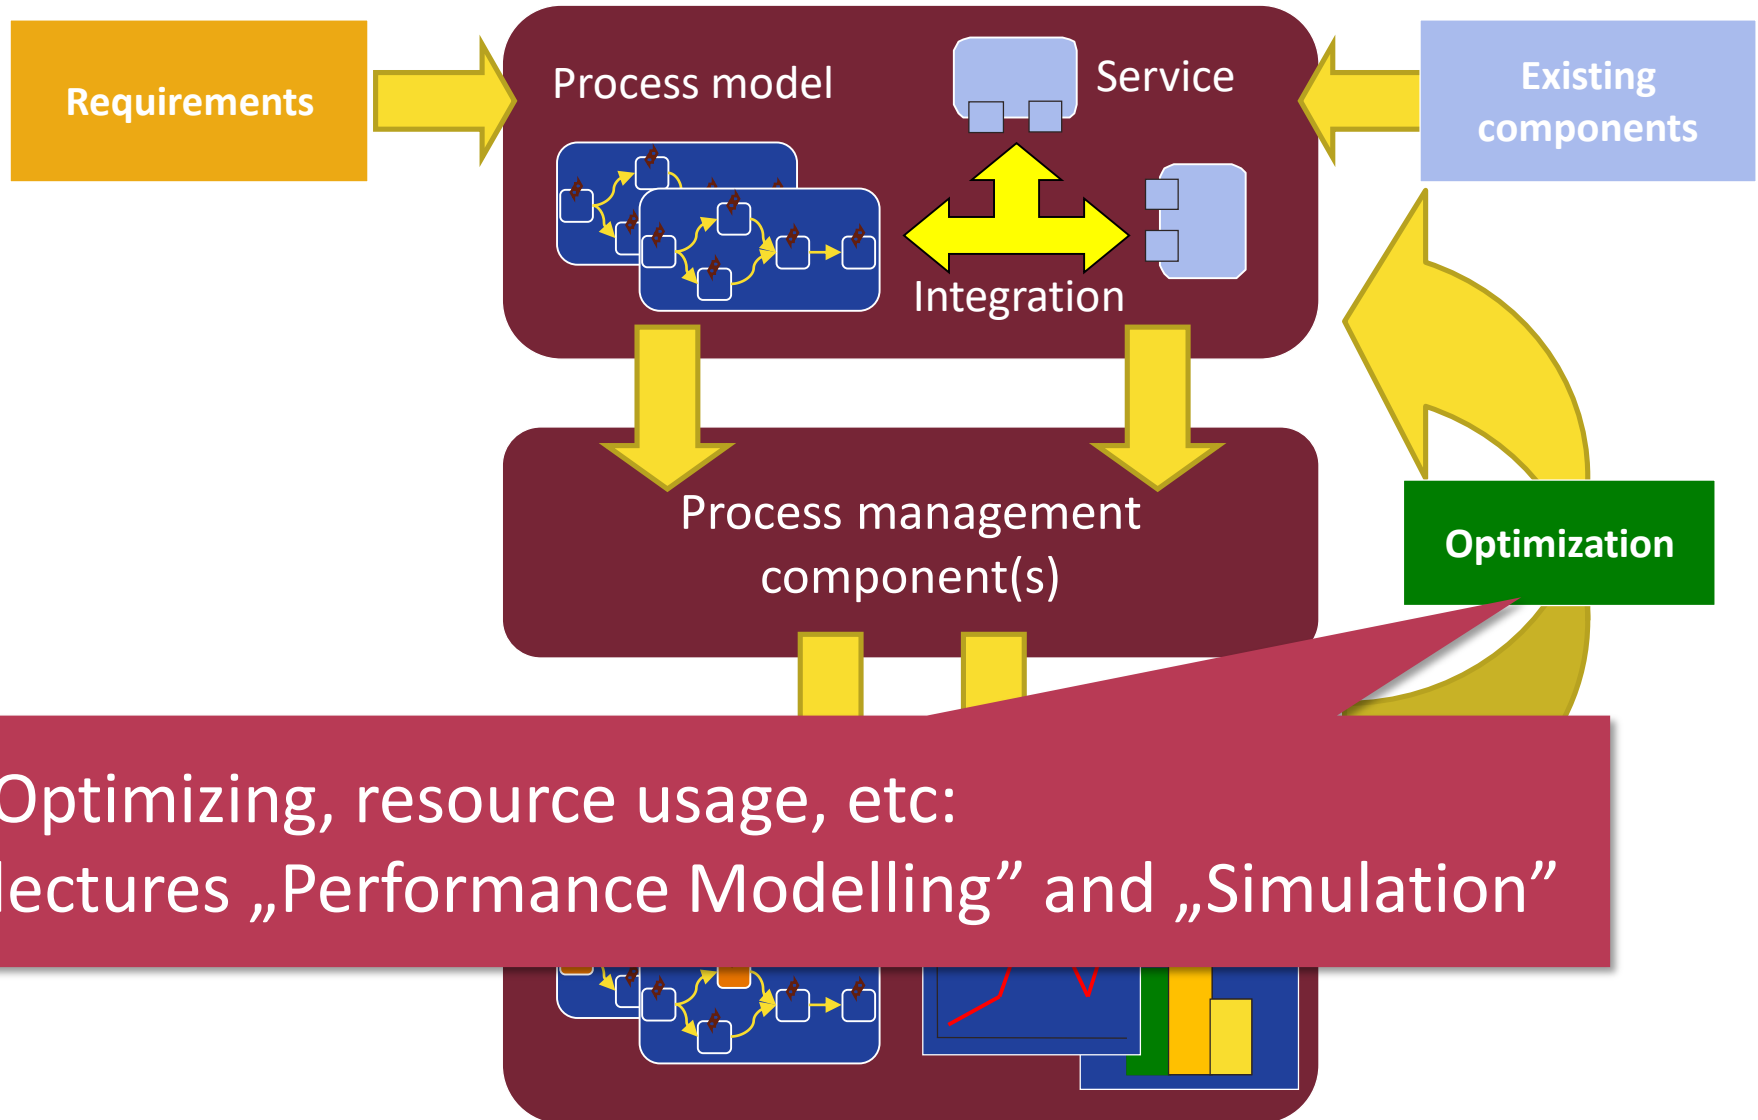 Requirements
Process model
Service
Existing
components
Integration
Process management
component(s)
Optimization
Optimizing, resource usage, etc:
lectures „Performance Modelling” and „Simulation”